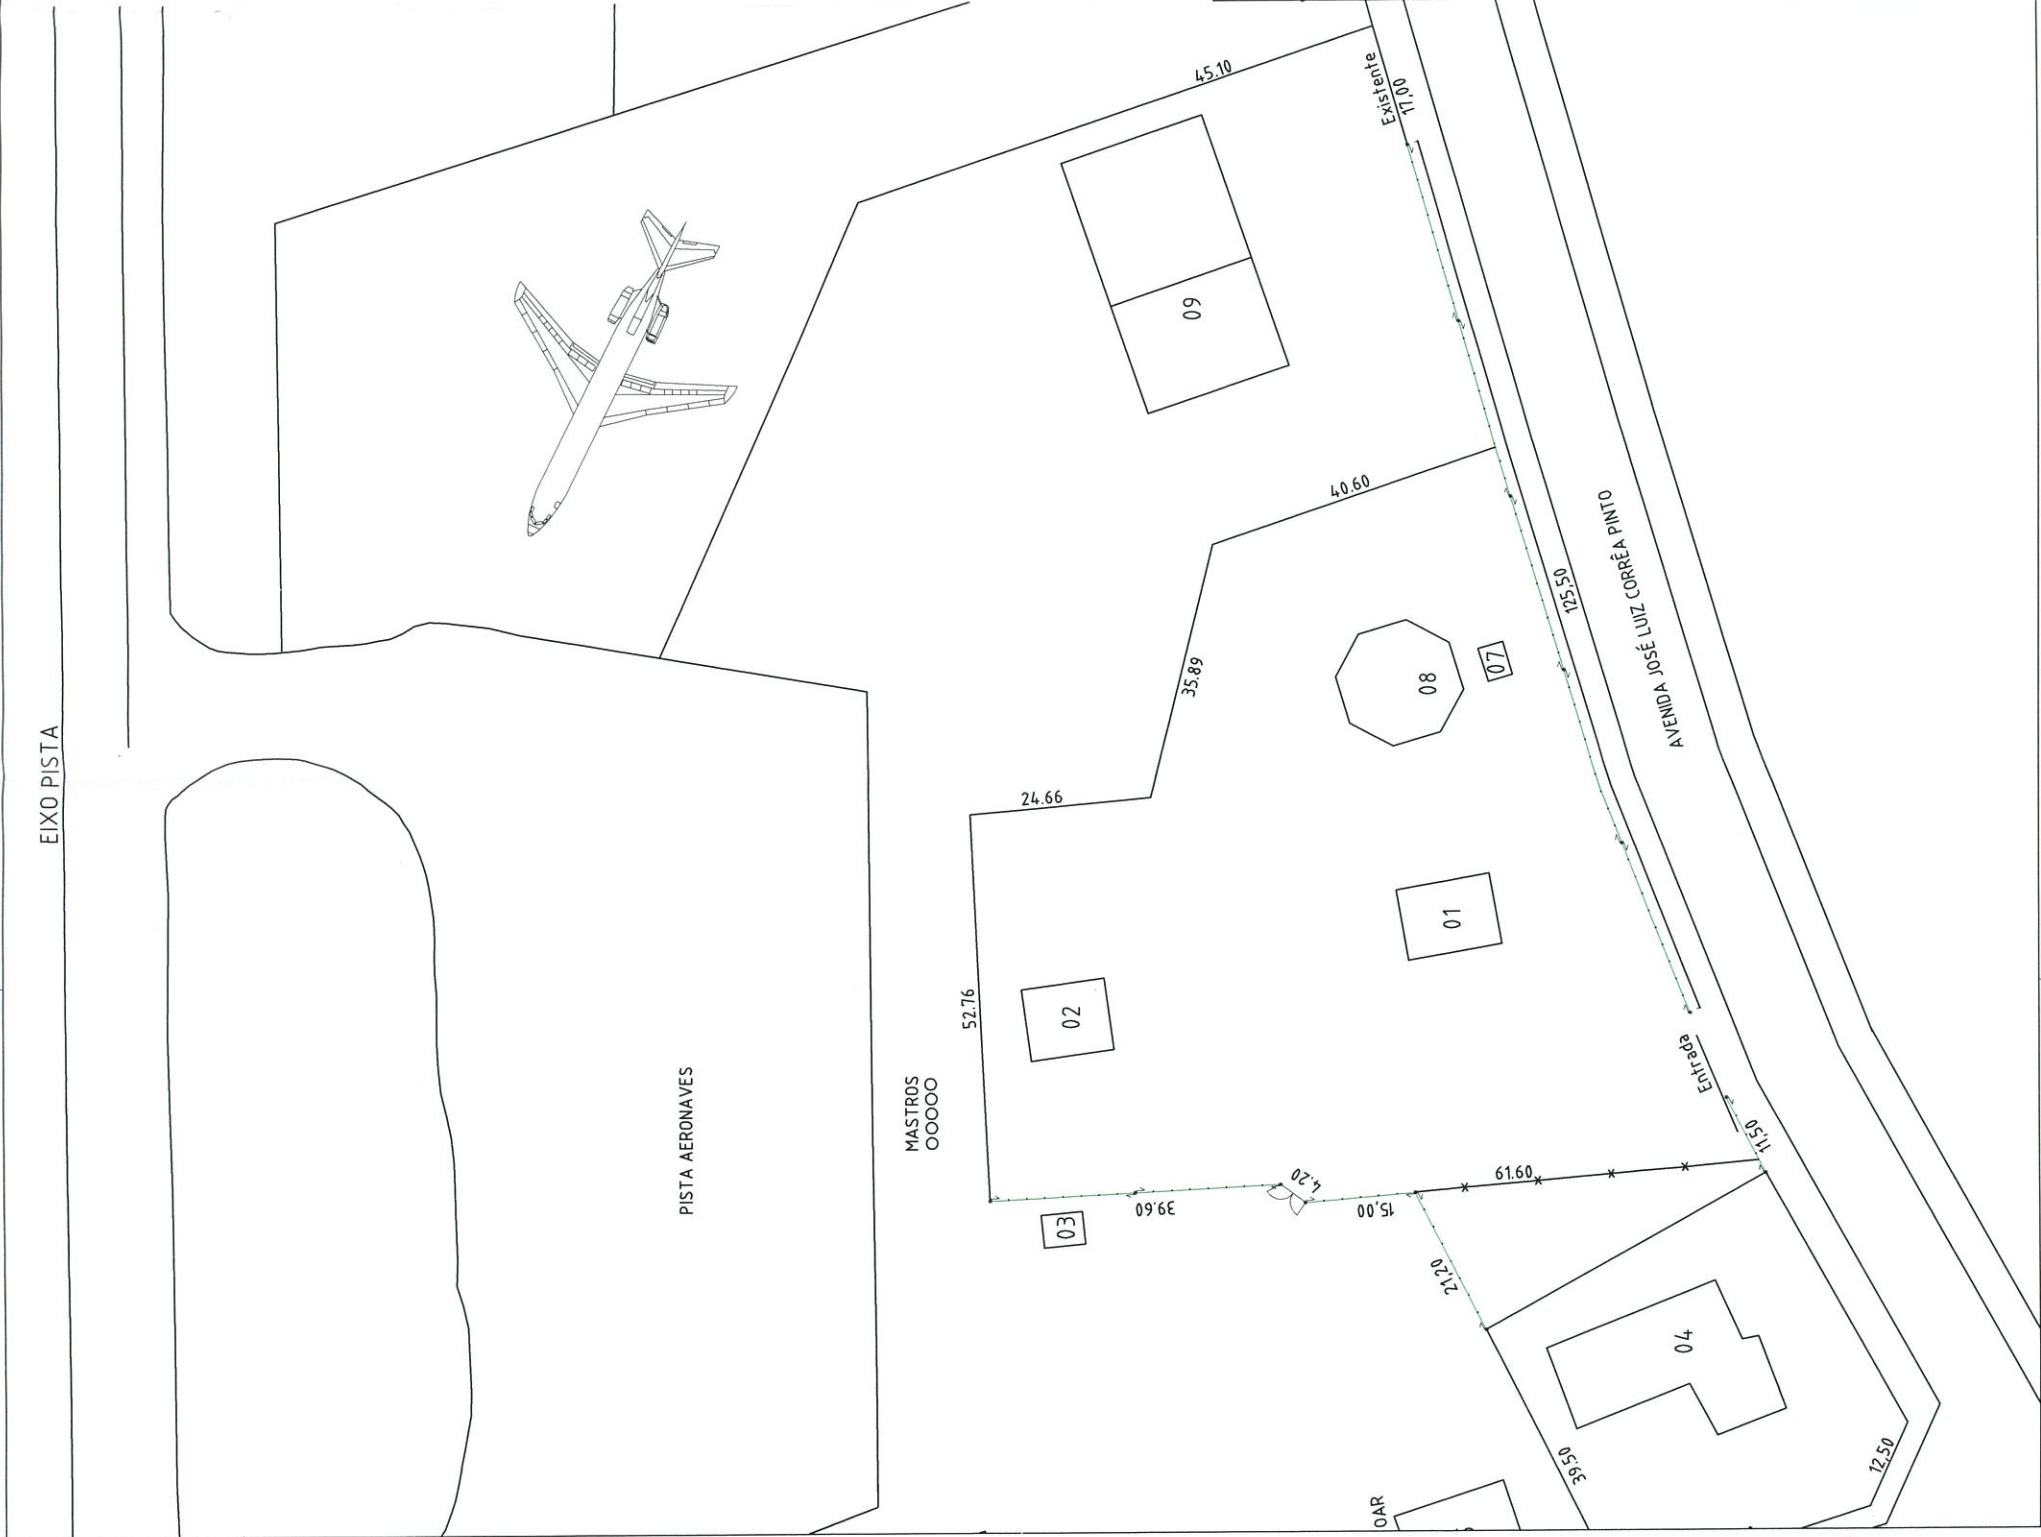 EIXO PISTA
PISTA AERONAVES
MASTROS
OOOOO
45.10
Existente
17,00
09
40.60
35.89
24.66
52.76
125,50
AVENIDA JOSÉ LUIZ CORRÊA PINTO
08
07
01
02
03
39.60
4.20
15,00
61.60
Entrada
11,50
21,20
04
39.50
12,50
OAR